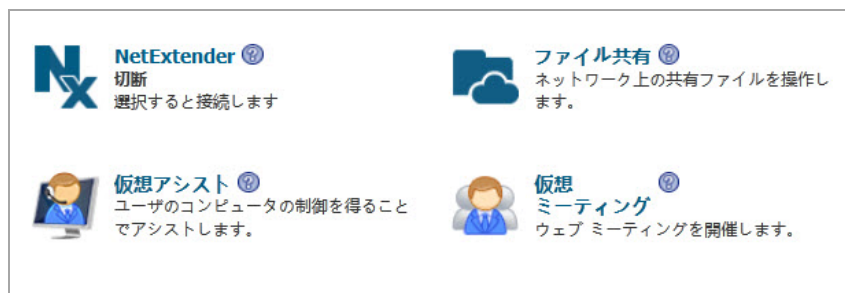 NetExtender
切断
選択すると接続します
ファイル共有
ネットワーク上の共有ファイルを操作し
ます。
仮想アシスト
ユーザのコンピュータの制御を得ること
でアシストします。
仮想
ミーティング
ウェブ ミーティングを開催します。